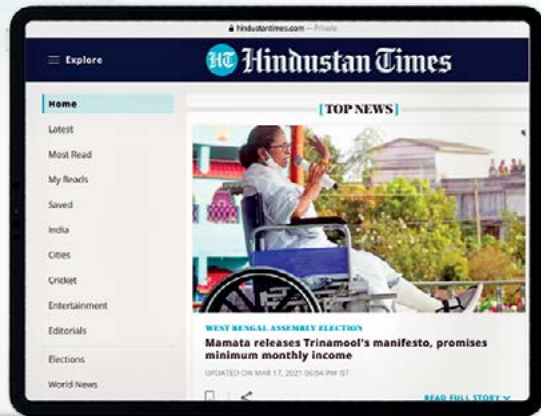 hindustantimes.com — Private
Explore
HT Hindustan Times
Home
Latest
Most Read
My Reads
Saved
India
Cities
Cricket
Entertainment
Editorials
Elections
World News
[TOP NEWS]
WEST BENGAL ASSEMBLY ELECTION
Mamata releases Trinamool's manifesto, promises
minimum monthly income
UPDATED ON MAR 17, 2021 06:04 PM IST
READ FULL STORY